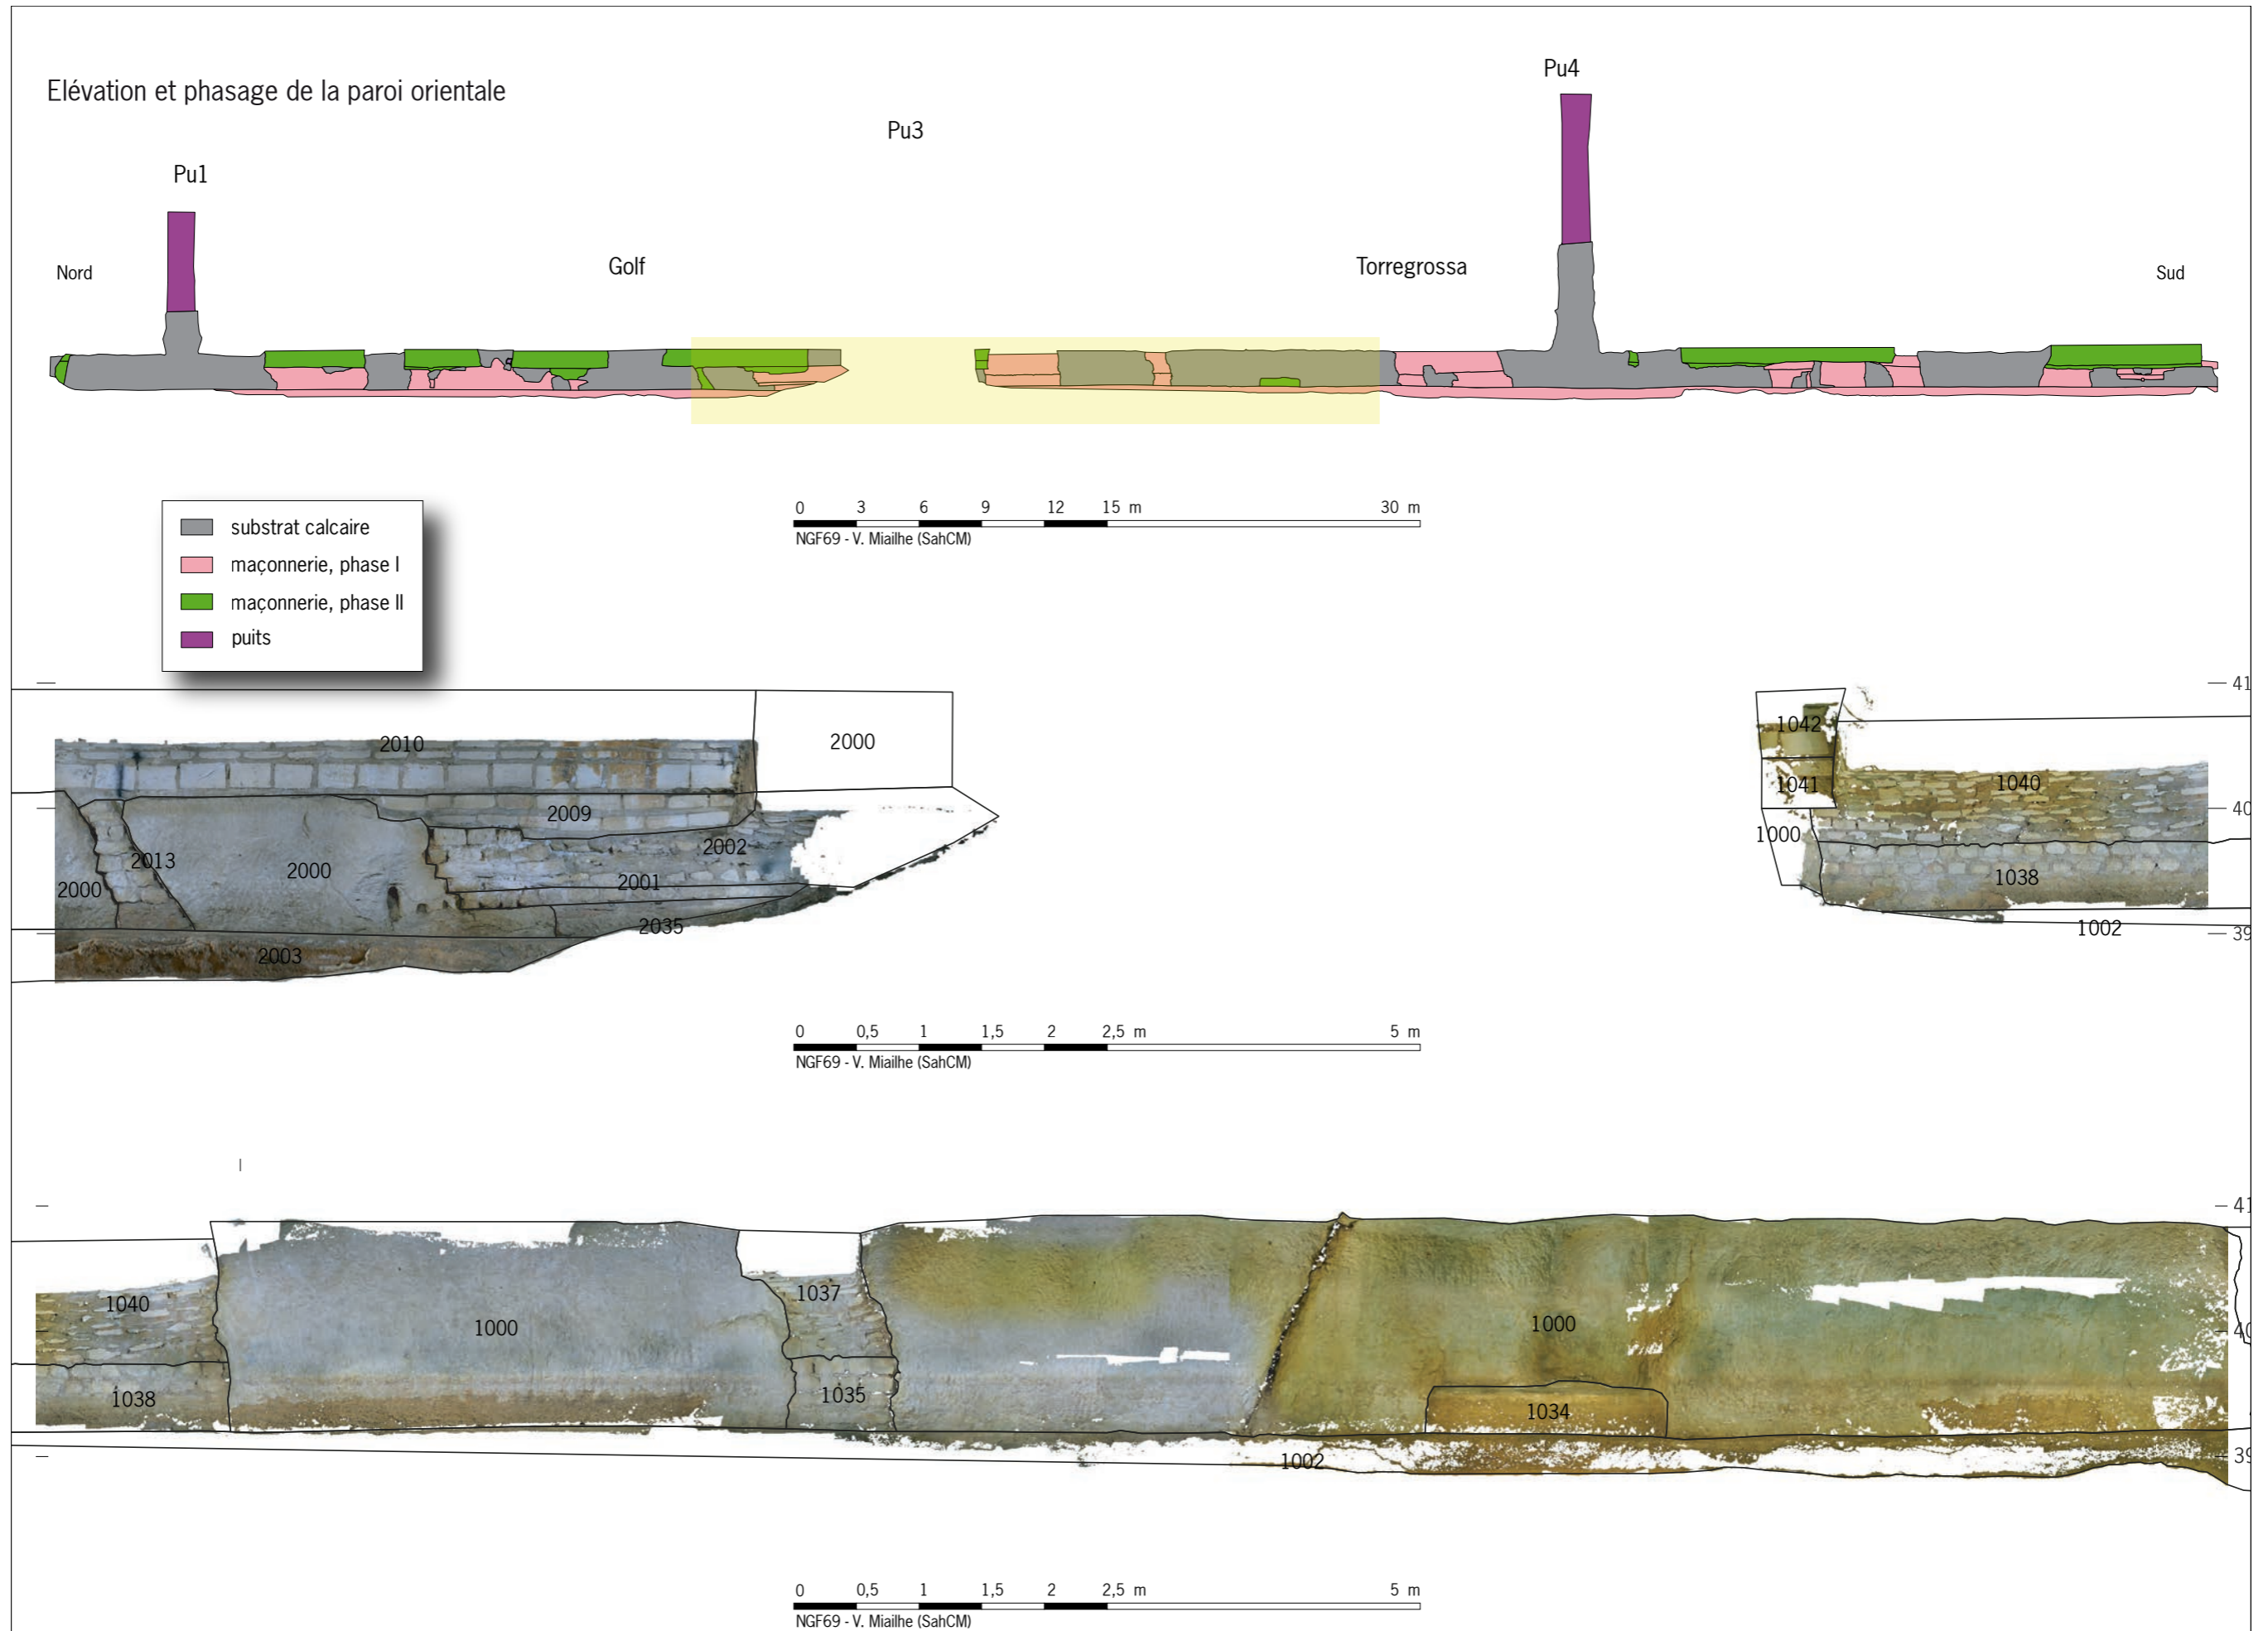 Elévation et phasage de la paroi orientale
Pu4
Pu3
Pu1
Nord
Golf
Torregrossa
Sud
0 3 6 9 12 15 m 30 m
NGF69 - V. Miailhe (SahCM)
substrat calcaire
maçonnerie, phase I
maçonnerie, phase II
puits
41
2010
2000
1042
1041
1040
2009
40
2013
2000
2000
2002
2001
1000
1038
2035
2003
1002
39
0 0,5 1 1,5 2 2,5 m 5 m
NGF69 - V. Miailhe (SahCM)
41
1040
1000
1037
1000
40
1038
1035
1034
1002
39
0 0,5 1 1,5 2 2,5 m 5 m
NGF69 - V. Miailhe (SahCM)